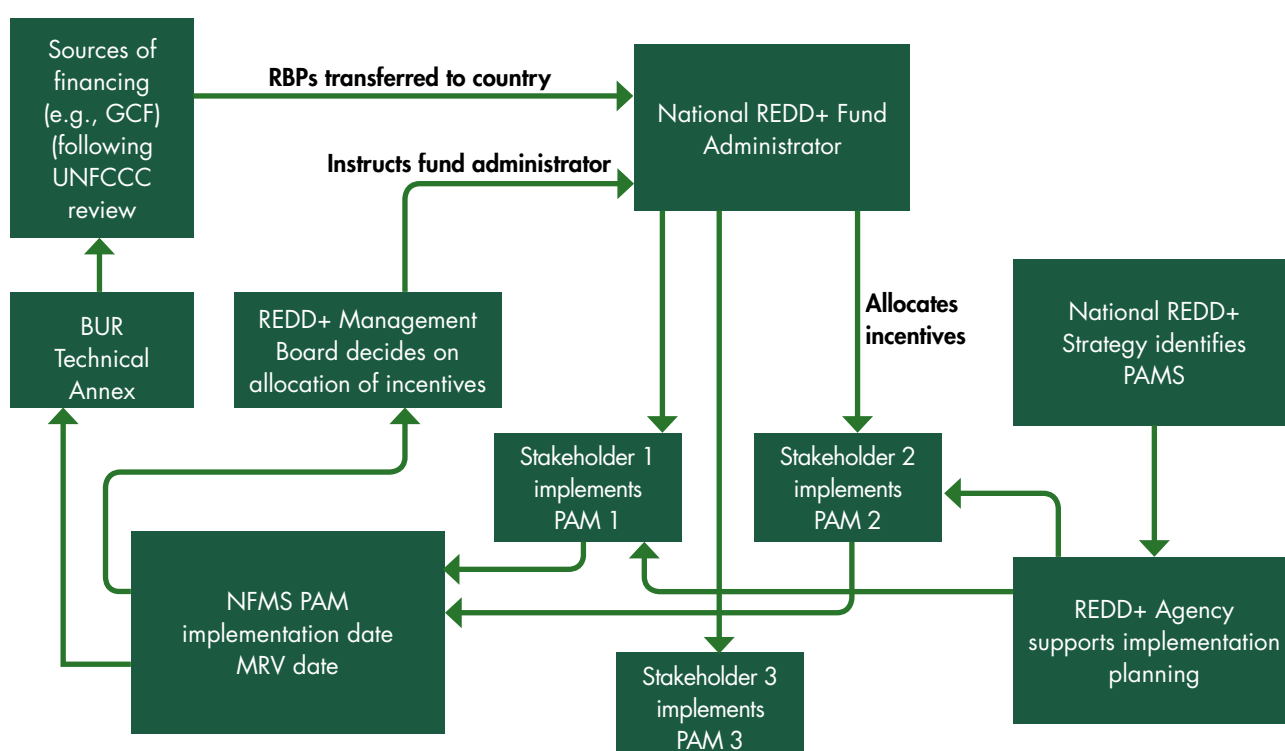 Sources of
financing
(e.g., GCF)
(following
UNFCCC
review
RBPs transferred to country
National REDD+ Fund
Administrator
Instructs fund administrator
BUR
Technical
Annex
REDD+ Management
Board decides on
allocation of incentives
Allocates
incentives
National REDD+
Strategy identifies
PAMS
Stakeholder 1
implements
PAM 1
Stakeholder 2
implements
PAM 2
NFMS PAM
implementation date
MRV date
REDD+ Agency
supports implementation
planning
Stakeholder 3
implements
PAM 3